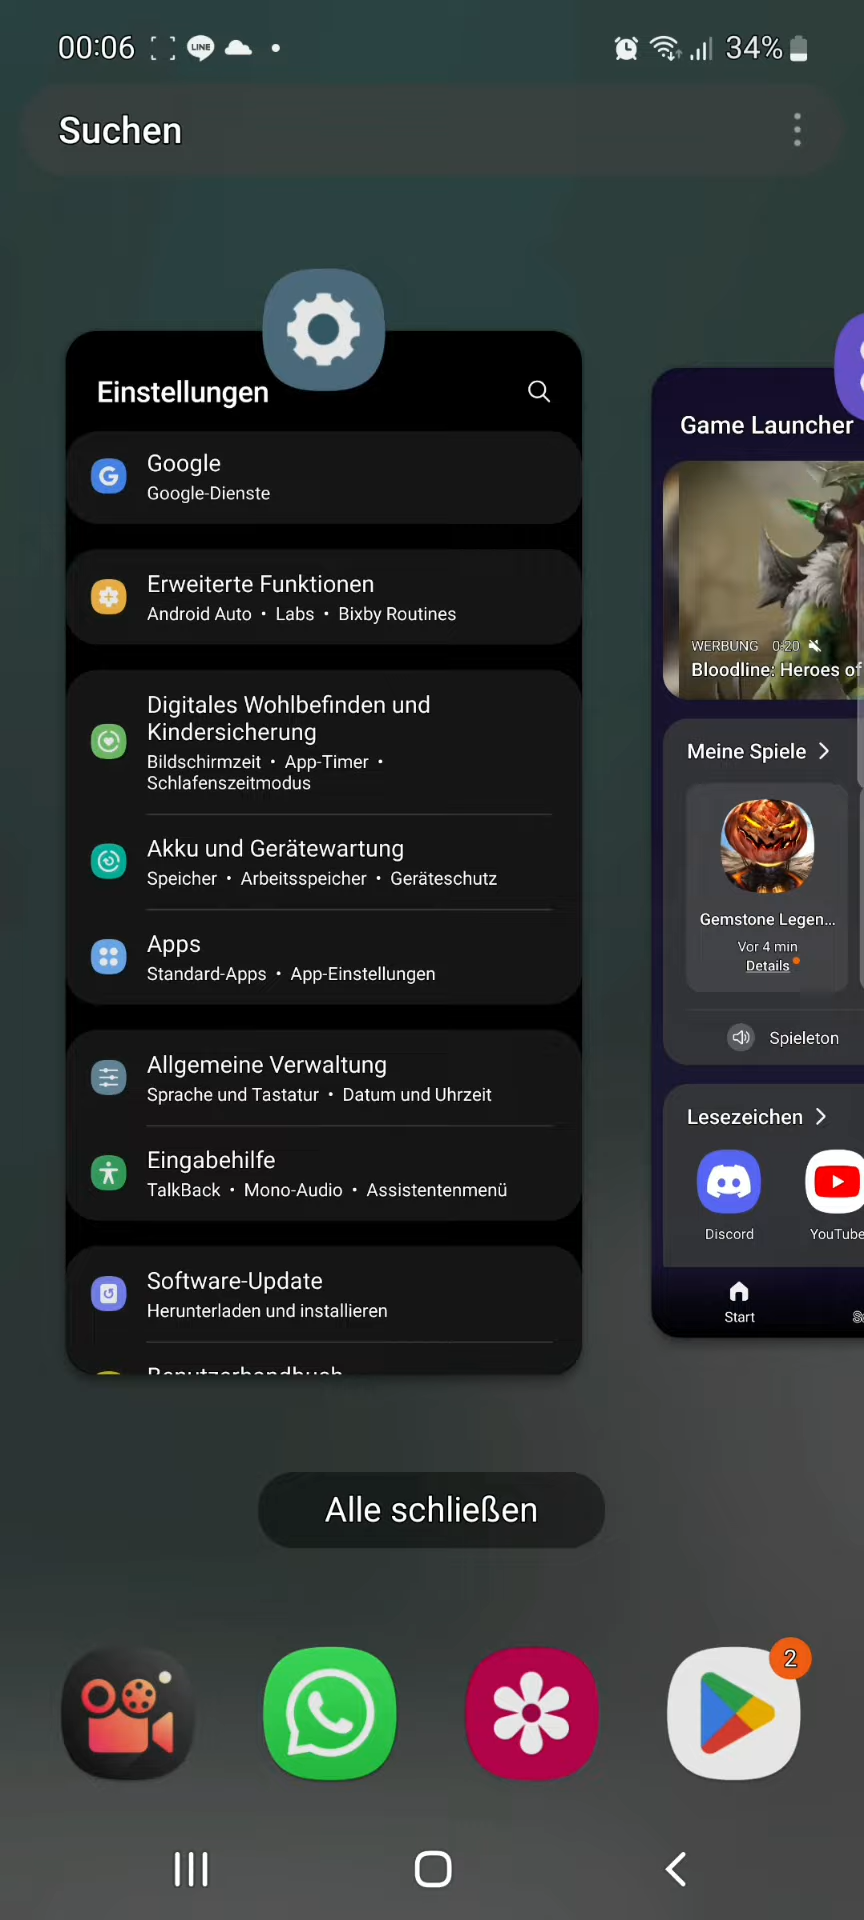 00:06
LINE
34%
Suchen
Einstellungen
Google
Google-Dienste
Erweiterte Funktionen
Android Auto • Labs • Bixby Routines
Digitales Wohlbefinden und
Kindersicherung
Bildschirmzeit • App-Timer •
Schlafenszeitmodus
Akku und Gerätewartung
Speicher • Arbeitsspeicher • Geräteschutz
Apps
Standard-Apps • App-Einstellungen
Allgemeine Verwaltung
Sprache und Tastatur • Datum und Uhrzeit
Eingabehilfe
TalkBack • Mono-Audio • Assistentenmenü
Software-Update
Herunterladen und installieren
Benutzerhandbuch
Game Launcher
WERBUNG 0:20
Bloodline: Heroes of
Meine Spiele
Gemstone Legen...
Vor 4 min
Details
Spieleton
Lesezeichen
Discord
YouTube
Start
Alle schließen
2